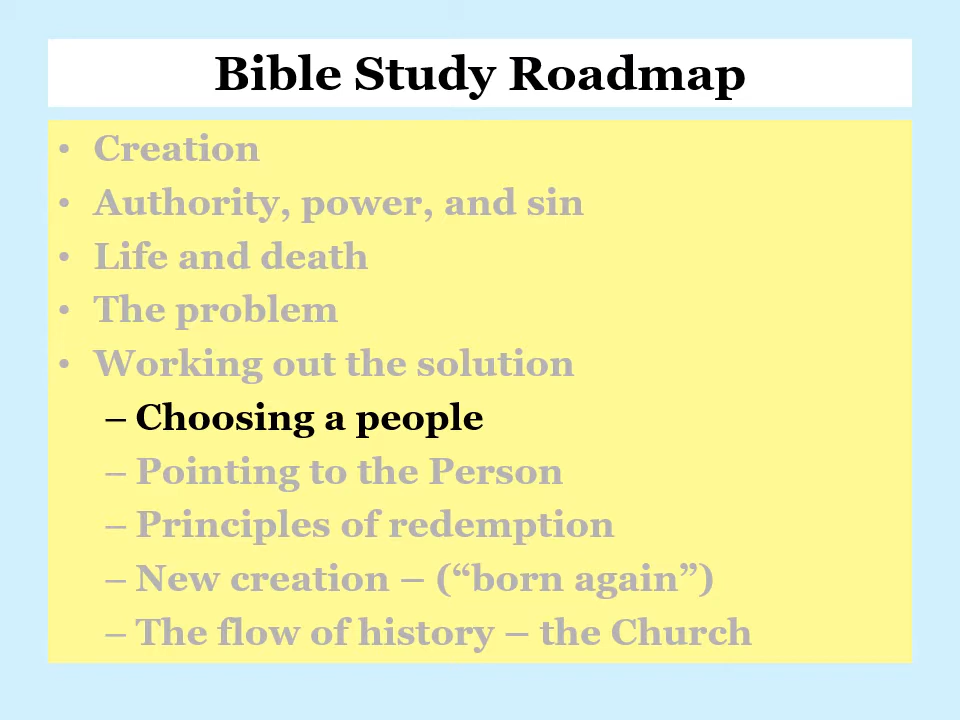 Bible Study Roadmap
• Creation
• Authority, power, and sin
• Life and death
• The problem
• Working out the solution
– Choosing a people
– Pointing to the Person
– Principles of redemption
– New creation – (“born again”)
– The flow of history – the Church